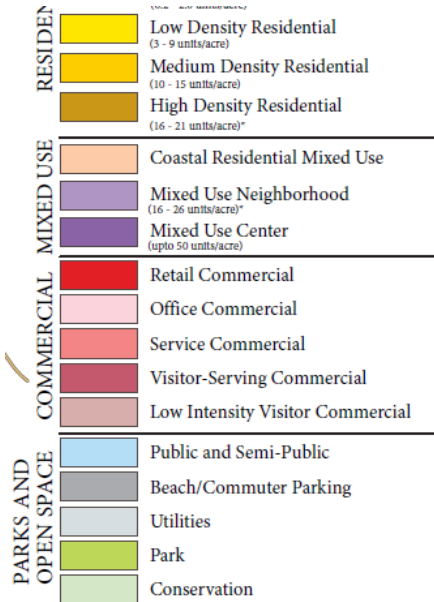 RESIDEN
Low Density Residential
(3 - 9 units/acre)
Medium Density Residential
(10 - 15 units/acre)
High Density Residential
(16 - 21 units/acre)*
MIXED USE
Coastal Residential Mixed Use
Mixed Use Neighborhood
(16 - 26 units/acre)*
Mixed Use Center
(upto 50 units/acre)
COMMERCIAL
Retail Commercial
Office Commercial
Service Commercial
Visitor-Serving Commercial
Low Intensity Visitor Commercial
PARKS AND
OPEN SPACE
Public and Semi-Public
Beach/Commuter Parking
Utilities
Park
Conservation